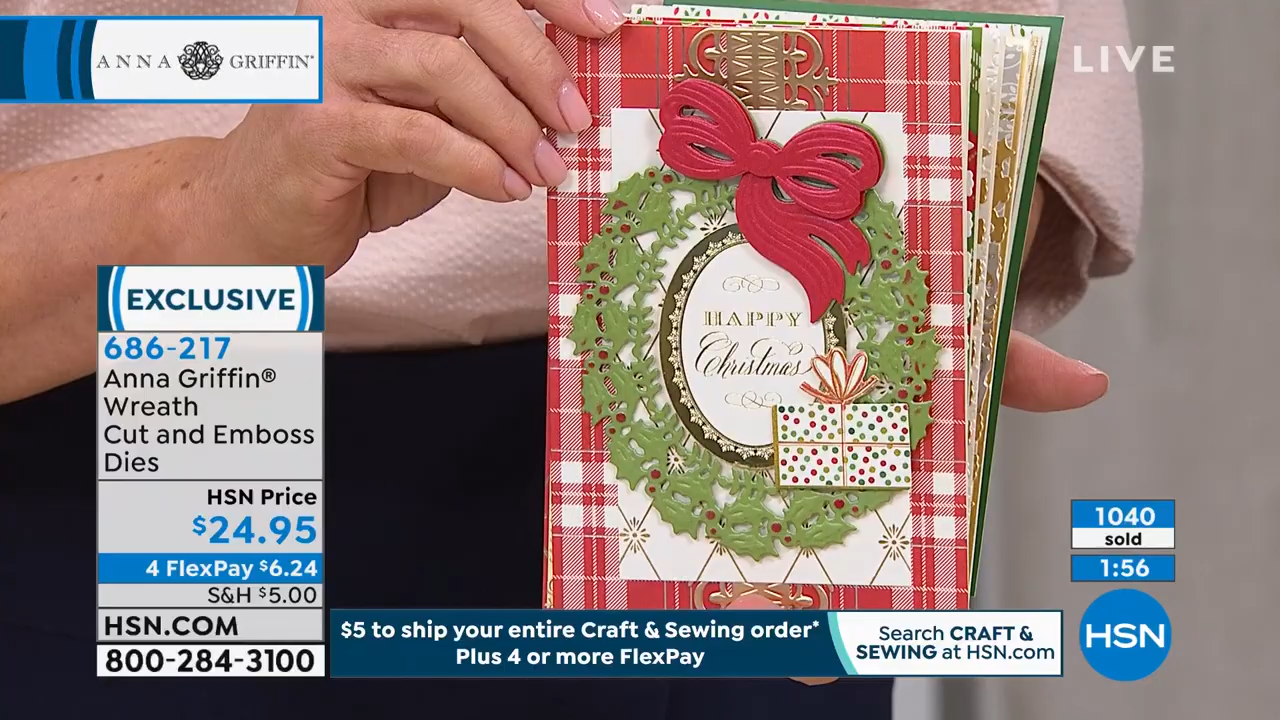 ANNA GRIFFIN®
LIVE
EXCLUSIVE
686-217
Anna Griffin®
Wreath
Cut and Emboss
Dies
HSN Price
$24.95
4 FlexPay $6.24
S&H $5.00
HSN.COM
800-284-3100
HAPPY
Christmas
$5 to ship your entire Craft & Sewing order*
Plus 4 or more FlexPay
Search CRAFT &
SEWING at HSN.com
1040
sold
1:56
HSN